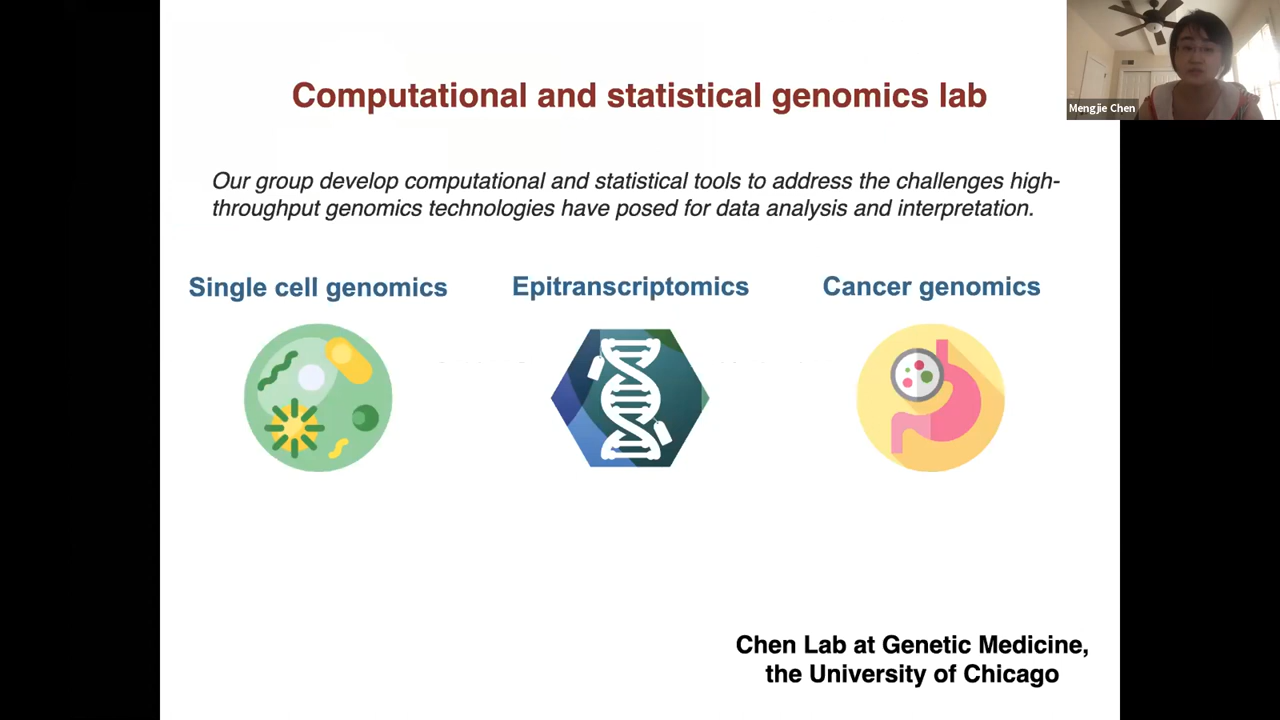 Computational and statistical genomics lab
Mengjie Chen
Our group develop computational and statistical tools to address the challenges high-
throughput genomics technologies have posed for data analysis and interpretation.
Single cell genomics
Epitranscriptomics
Cancer genomics
Chen Lab at Genetic Medicine,
the University of Chicago